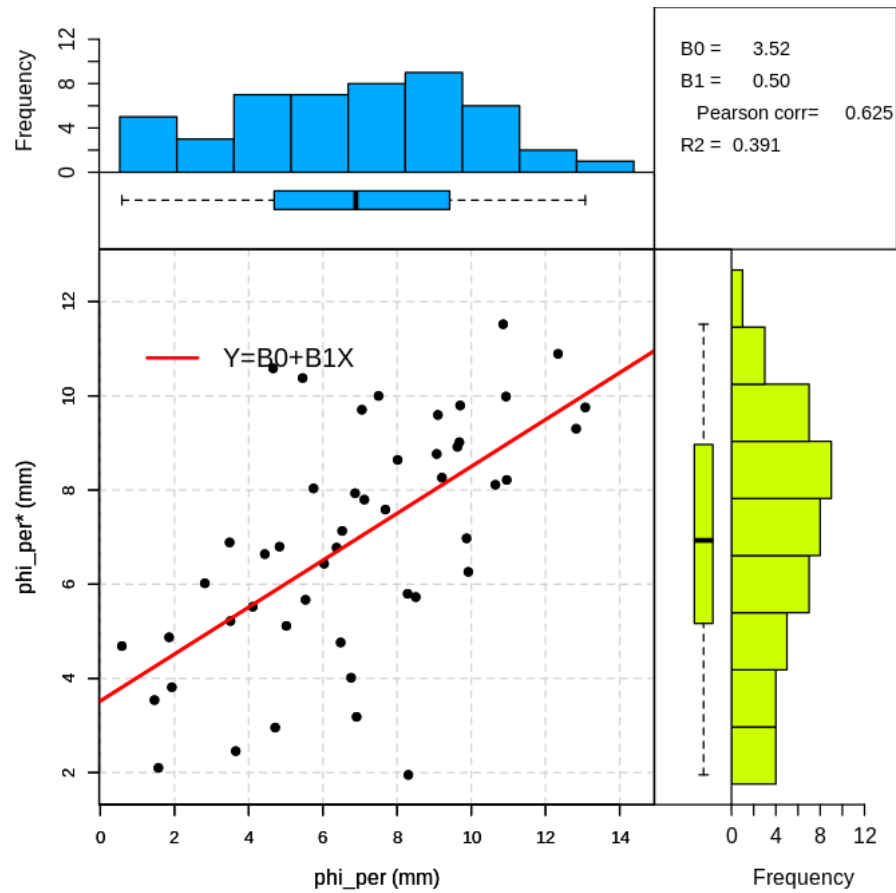 Frequency
12
8
4
0
B0 = 3.52
B1 = 0.50
Pearson corr= 0.625
R2 = 0.391
Y=B0+B1X
phi_per* (mm)
12
10
8
6
4
2
0 2 4 6 8 10 12 14
phi_per (mm)
0 4 8 12
Frequency